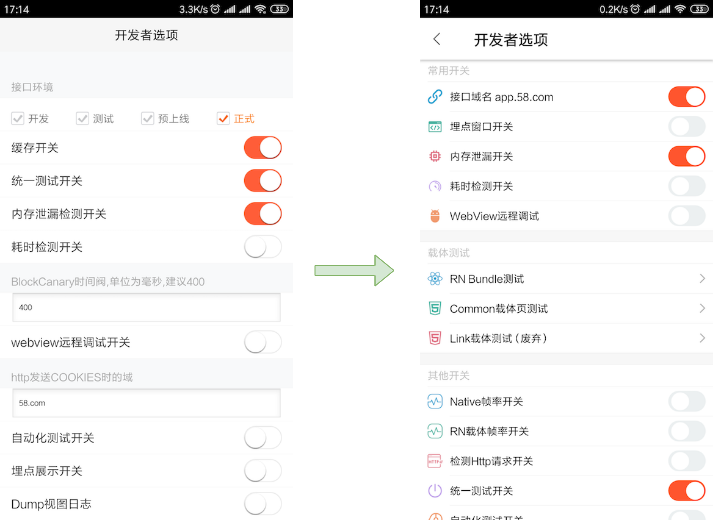 17:14
3.3K/s
33
开发者选项
接口环境
开发 测试 预上线 正式
缓存开关
统一测试开关
内存泄漏检测开关
耗时检测开关
BlockCanary时间阀,单位为毫秒,建议400
400
webview远程调试开关
http发送COOKIES时的域
58.com
自动化测试开关
埋点展示开关
Dump视图日志
17:14
0.2K/s
33
开发者选项
常用开关
接口域名 app.58.com
埋点窗口开关
内存泄漏开关
耗时检测开关
WebView远程调试
载体测试
RN Bundle测试
Common载体页测试
Link载体测试（废弃）
其他开关
Native帧率开关
RN载体帧率开关
检测Http请求开关
统一测试开关
自动化测试开关